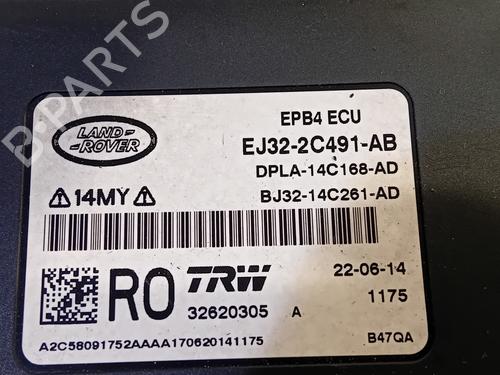 B-PARTS
LAND-
-ROVER
EPB4 ECU
EJ32-2C491-AB
DPLA-14C168-AD
14MY
BJ32-14C261-AD
RO
TRW
22-06-14
32620305 A
1175
A2C58091752AAAA170620141175
B47QA